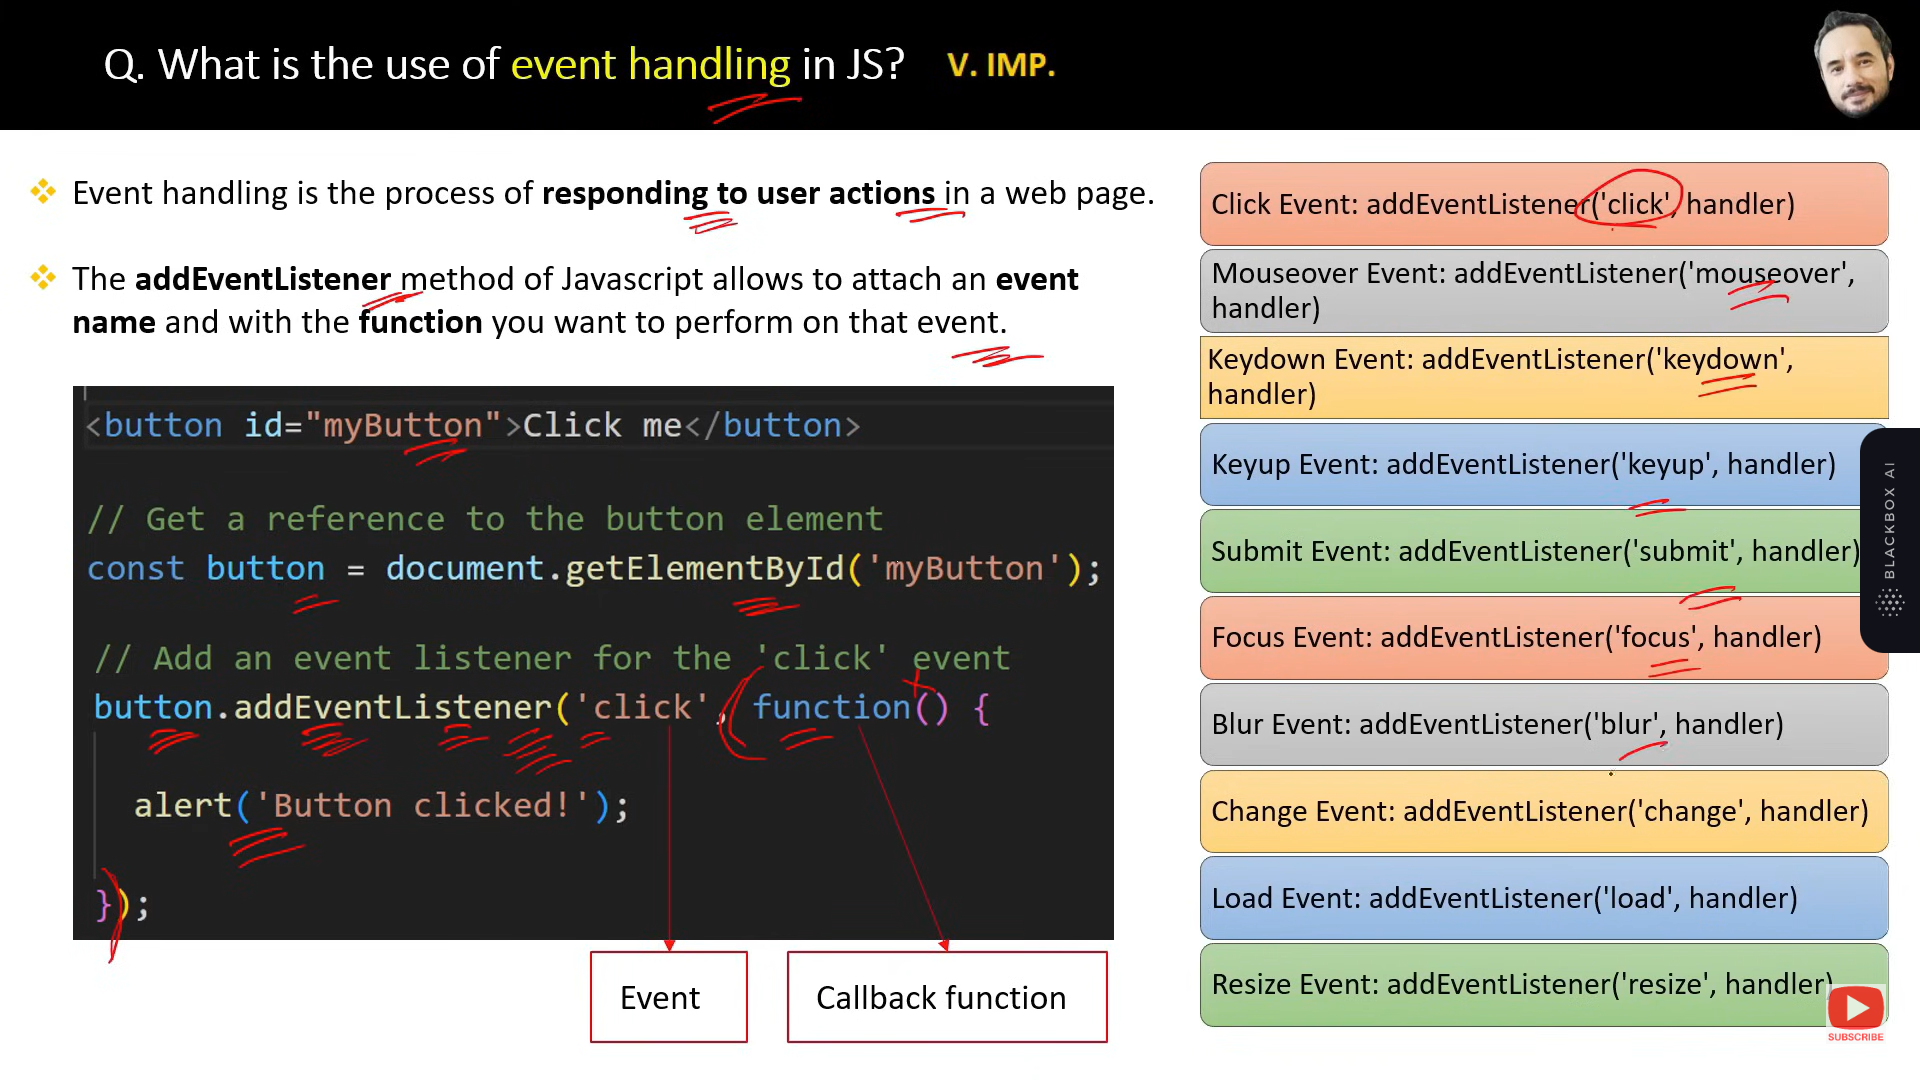 Q. What is the use of event handling in JS? V. IMP.
Event handling is the process of responding to user actions in a web page.
The addEventListener method of Javascript allows to attach an event
name and with the function you want to perform on that event.
<button id="myButton">Click me</button>
// Get a reference to the button element
const button = document.getElementById('myButton');
// Add an event listener for the 'click' event
button.addEventListener('click', function() {
alert('Button clicked!');
});
Event
Callback function
Click Event: addEventListener('click', handler)
Mouseover Event: addEventListener('mouseover',
handler)
Keydown Event: addEventListener('keydown',
handler)
Keyup Event: addEventListener('keyup', handler)
Submit Event: addEventListener('submit', handler)
Focus Event: addEventListener('focus', handler)
Blur Event: addEventListener('blur', handler)
Change Event: addEventListener('change', handler)
Load Event: addEventListener('load', handler)
Resize Event: addEventListener('resize', handler)
BLACKBOX AI
SUBSCRIBE